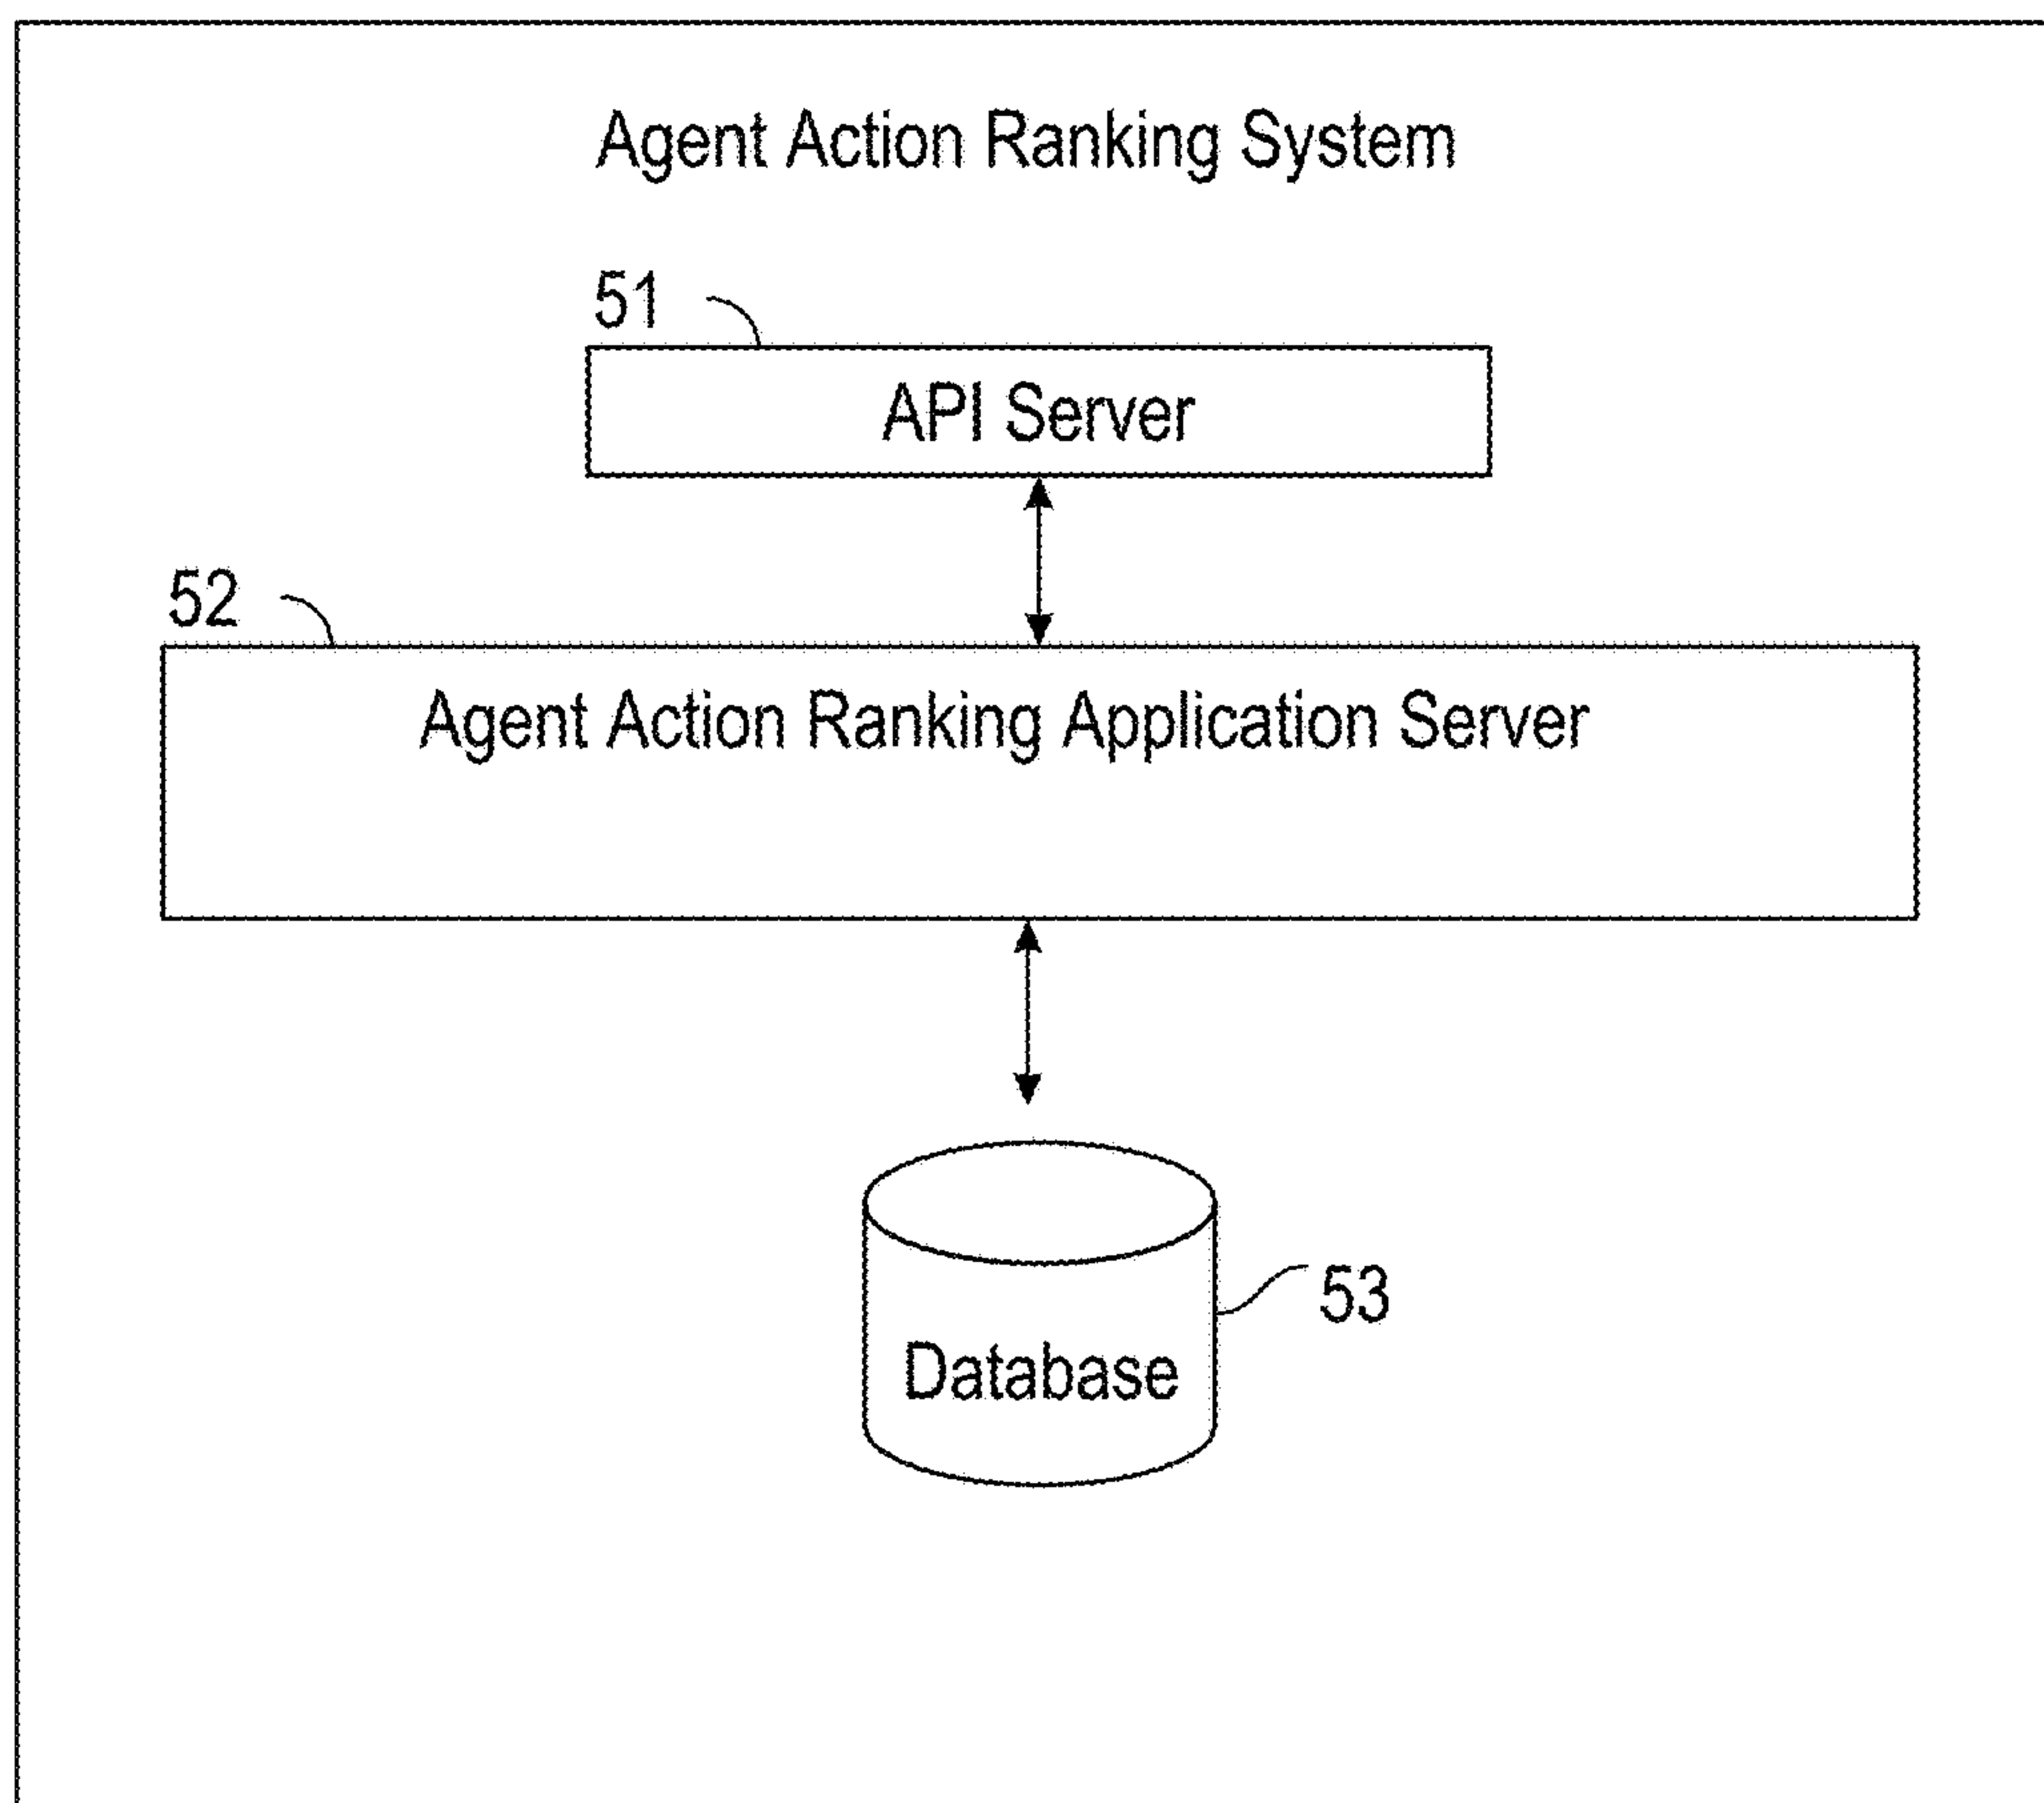 Agent Action Ranking System
51
API Server
52
Agent Action Ranking Application Server
53
Database